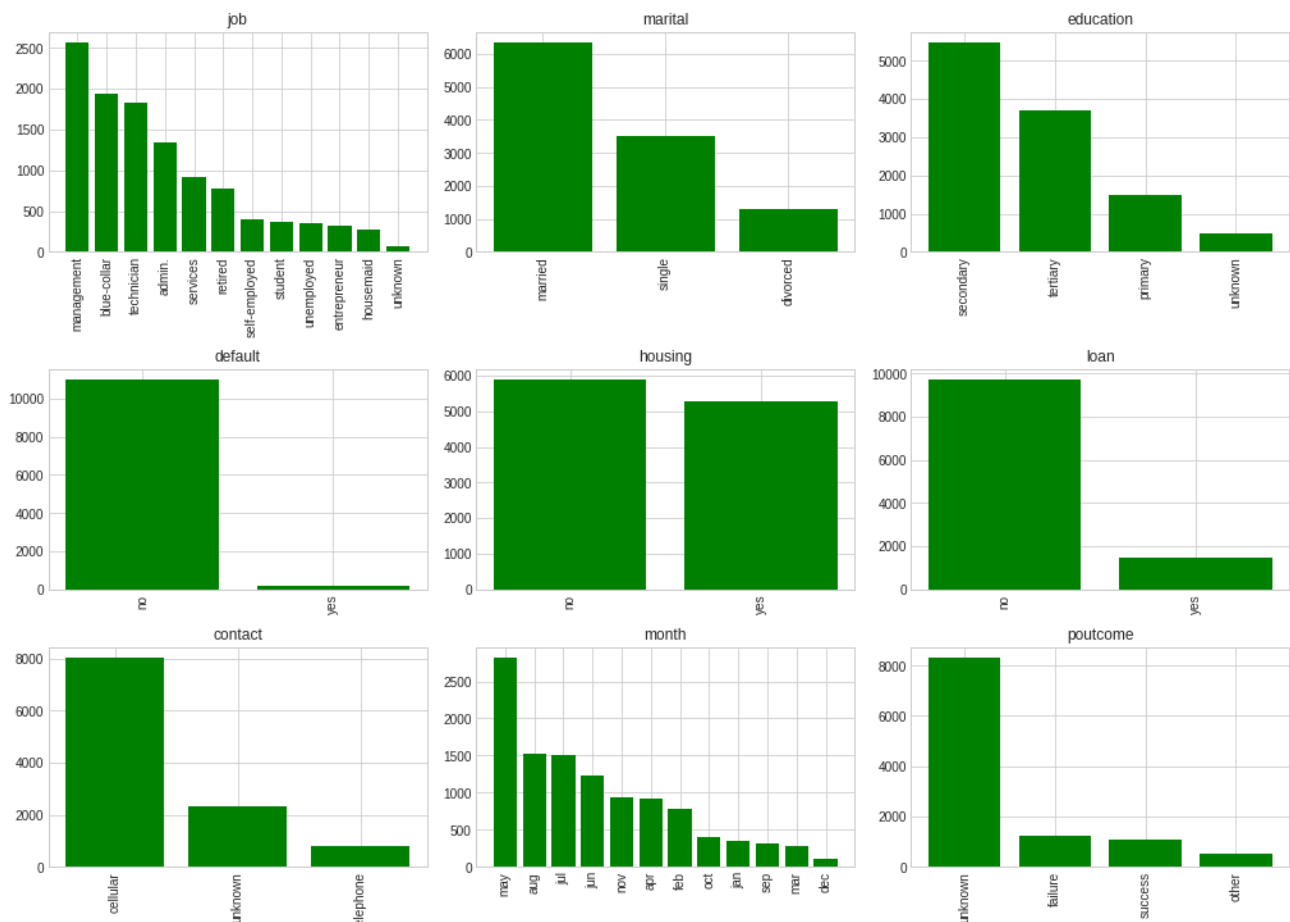 job
2500
2000
1500
1000
500
0
management
blue-collar
technician
admin.
services
retired
self-employed
student
unemployed
entrepreneur
housemaid
unknown
marital
6000
5000
4000
3000
2000
1000
0
married
single
divorced
education
5000
4000
3000
2000
1000
0
secondary
tertiary
primary
unknown
default
10000
8000
6000
4000
2000
0
no
yes
housing
6000
5000
4000
3000
2000
1000
0
no
yes
loan
10000
8000
6000
4000
2000
0
no
yes
contact
8000
6000
4000
2000
0
cellular
unknown
telephone
month
2500
2000
1500
1000
500
0
may
aug
jul
jun
nov
apr
feb
oct
jan
sep
mar
dec
poutcome
8000
6000
4000
2000
0
unknown
failure
success
other